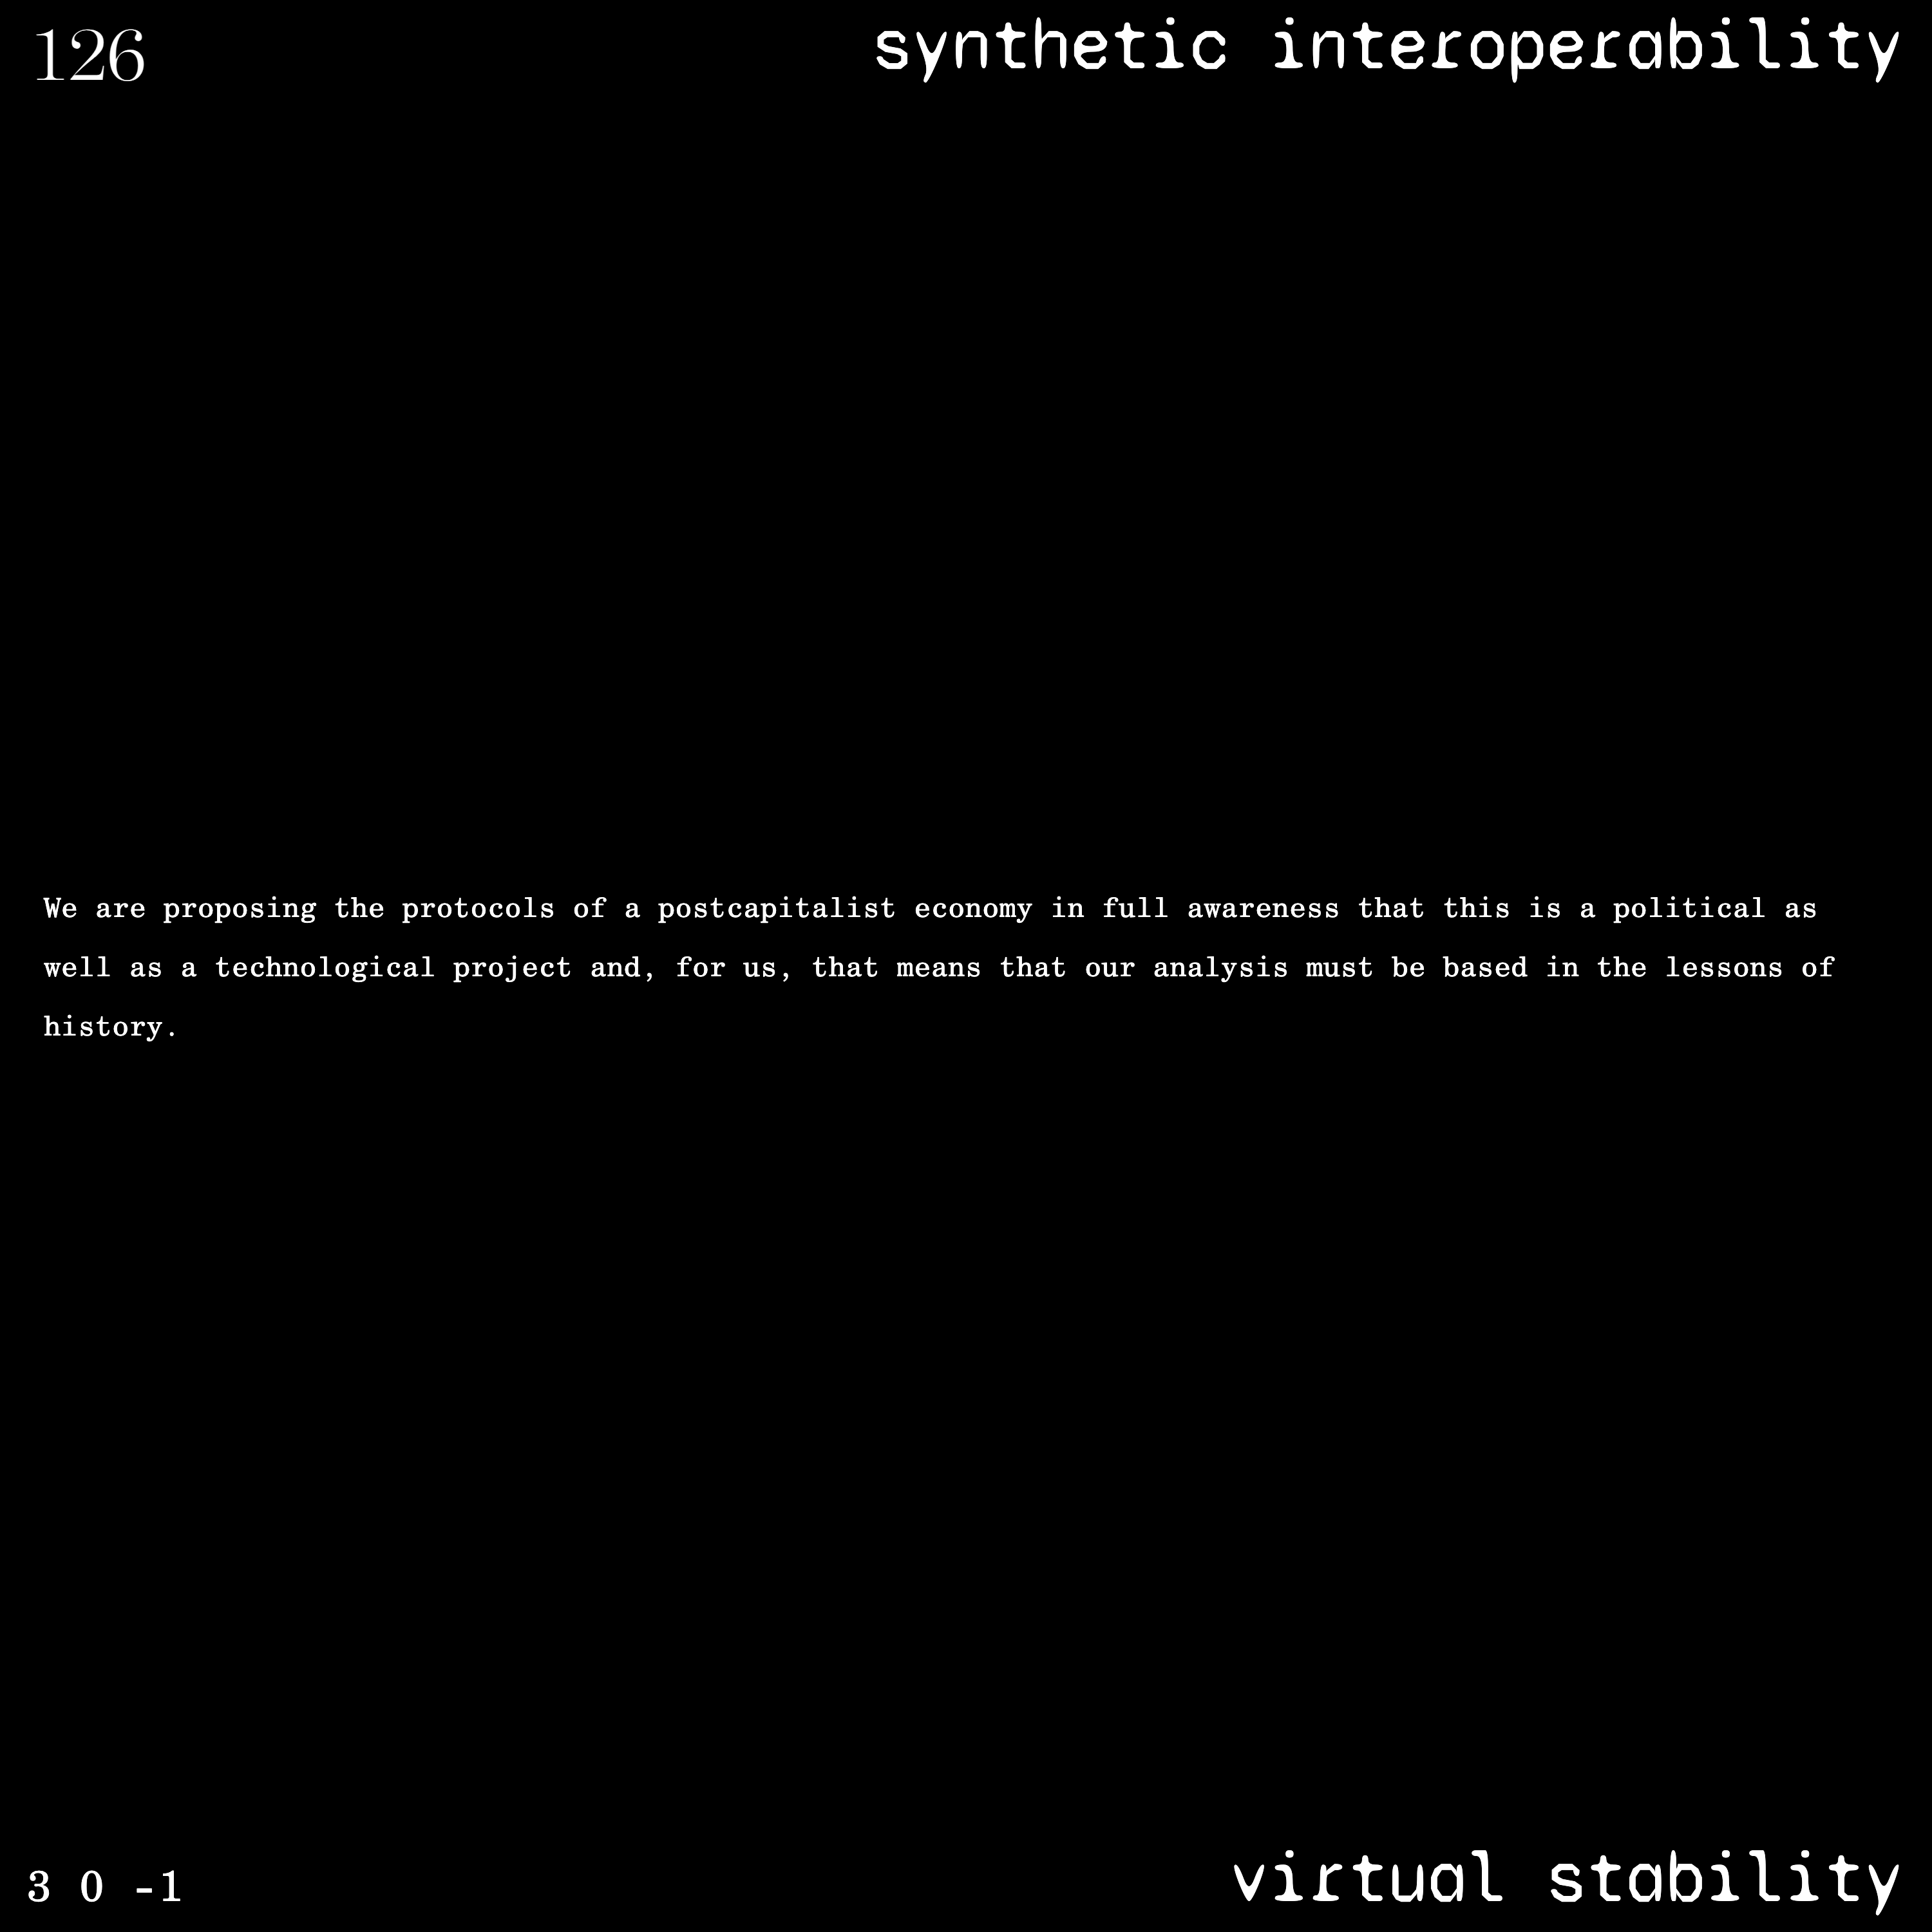 126
synthetic interoperability
We are proposing the protocols of a postcapitalist economy in full awareness that this is a political as
well as a technological project and, for us, that means that our analysis must be based in the lessons of
history.
3 0 -1
virtual stability